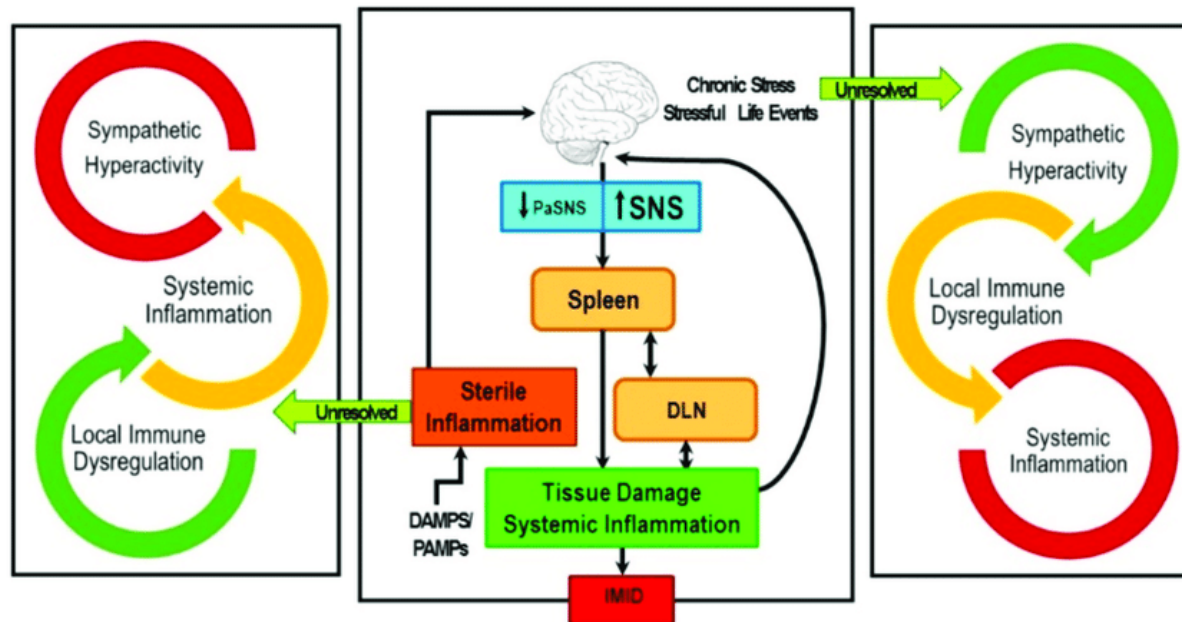 Sympathetic
Hyperactivity
Systemic
Inflammation
Local Immune
Dysregulation
Unresolved
Chronic Stress
Stressful Life Events
↓ PaSNS
↑ SNS
Spleen
DLN
Sterile
Inflammation
DAMPS/
PAMPs
Tissue Damage
Systemic Inflammation
IMID
Unresolved
Sympathetic
Hyperactivity
Local Immune
Dysregulation
Systemic
Inflammation